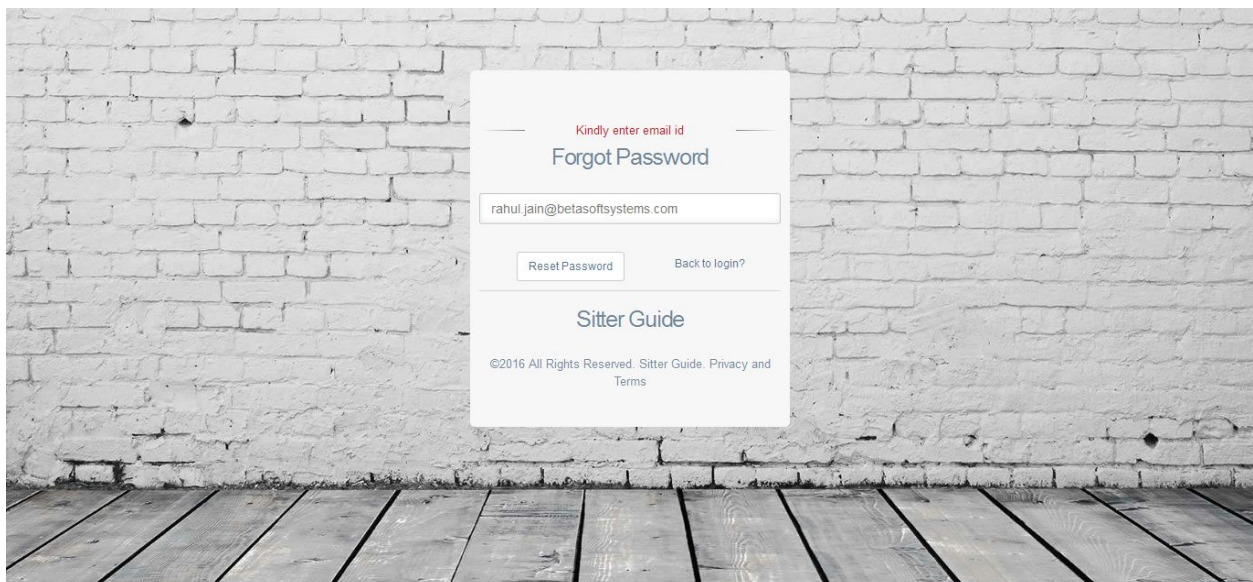 Kindly enter email id
Forgot Password
rahul.jain@betasoftsystems.com
Reset Password
Back to login?
Sitter Guide
©2016 All Rights Reserved. Sitter Guide. Privacy and
Terms